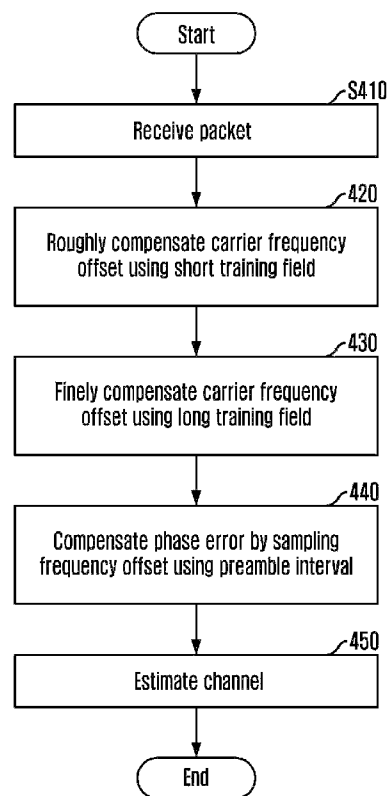 Start
S410
Receive packet
420
Roughly compensate carrier frequency
offset using short training field
430
Finely compensate carrier frequency
offset using long training field
440
Compensate phase error by sampling
frequency offset using preamble interval
450
Estimate channel
End